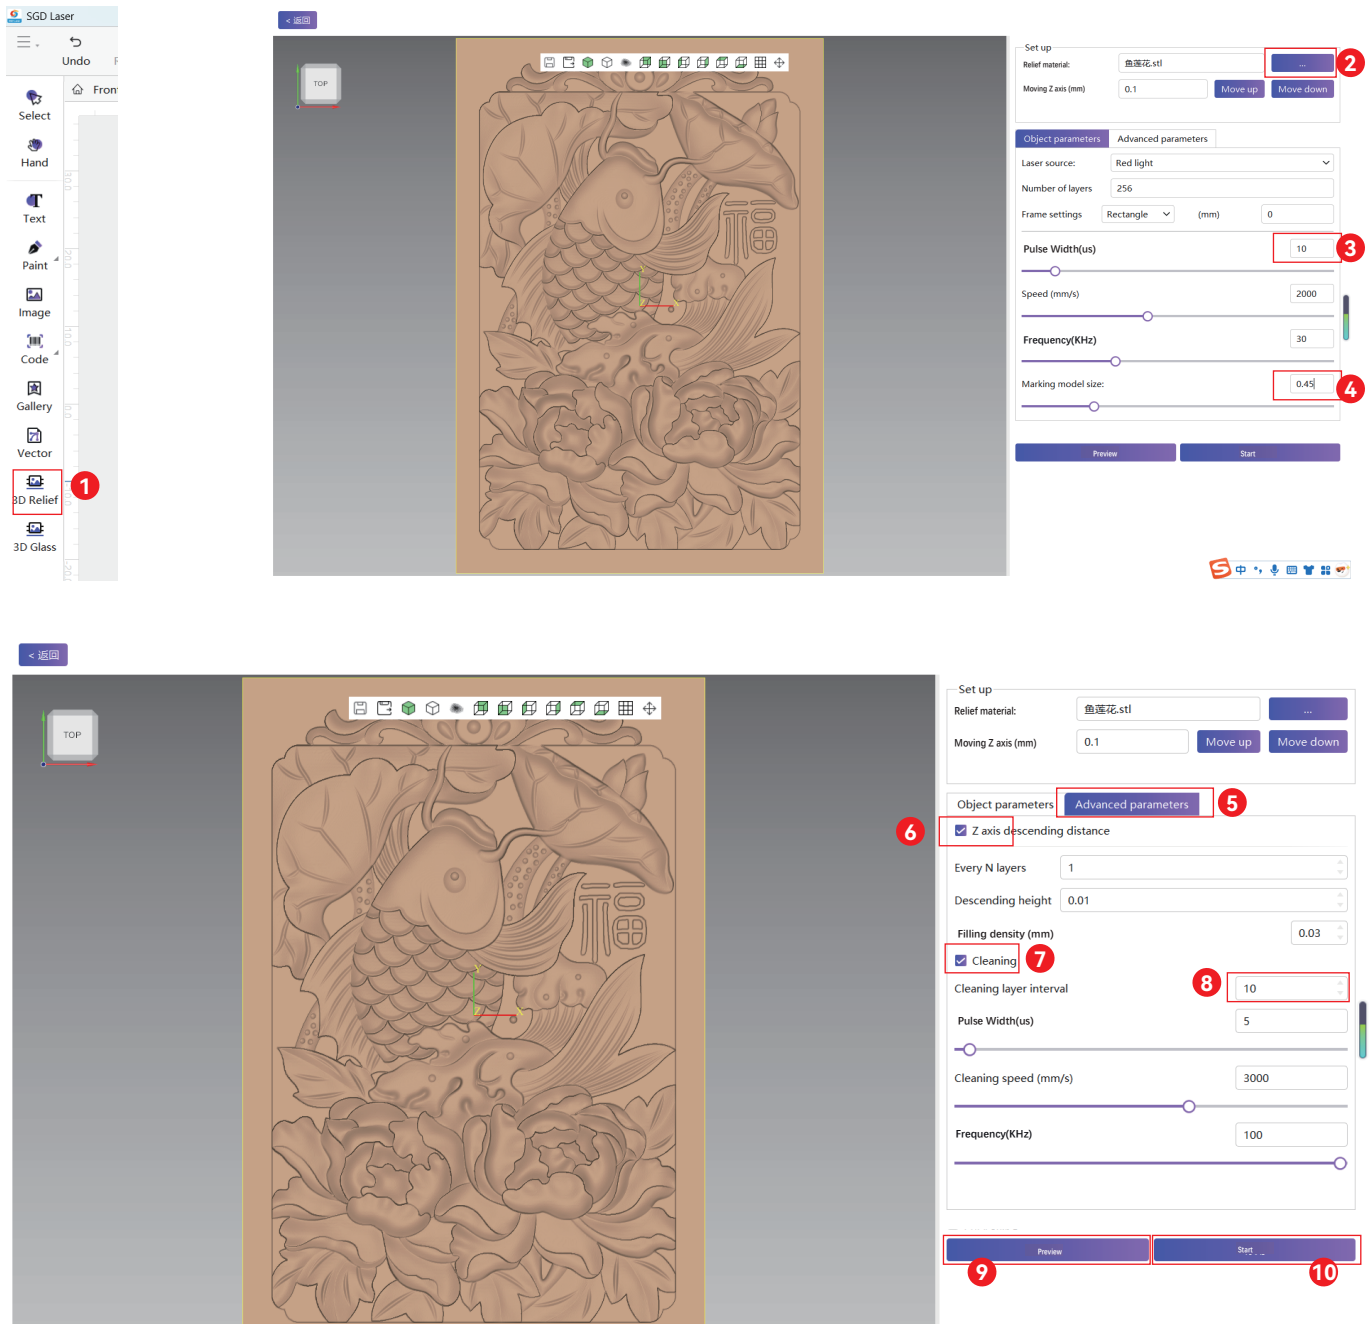 SGD Laser
Undo
Fron
Select
Hand
Text
Paint
Image
Code
Gallery
Vector
3D Relief
1
3D Glass
< 返回
TOP
福
Y
X
Z
Set up
Relief material:
鱼莲花.stl
...
2
Moving Z axis (mm)
0.1
Move up
Move down
Object parameters
Advanced parameters
Laser source:
Red light
Number of layers
256
Frame settings
Rectangle
(mm)
0
Pulse Width(us)
10
3
Speed (mm/s)
2000
Frequency(KHz)
30
Marking model size:
0.45
4
Preview
Start
中
< 返回
TOP
福
Y
X
Z
Set up
Relief material:
鱼莲花.stl
...
Moving Z axis (mm)
0.1
Move up
Move down
Object parameters
Advanced parameters
5
6
Z axis descending distance
Every N layers
1
Descending height
0.01
Filling density (mm)
0.03
Cleaning
7
Cleaning layer interval
8
10
Pulse Width(us)
5
Cleaning speed (mm/s)
3000
Frequency(KHz)
100
Preview
Start
9
10